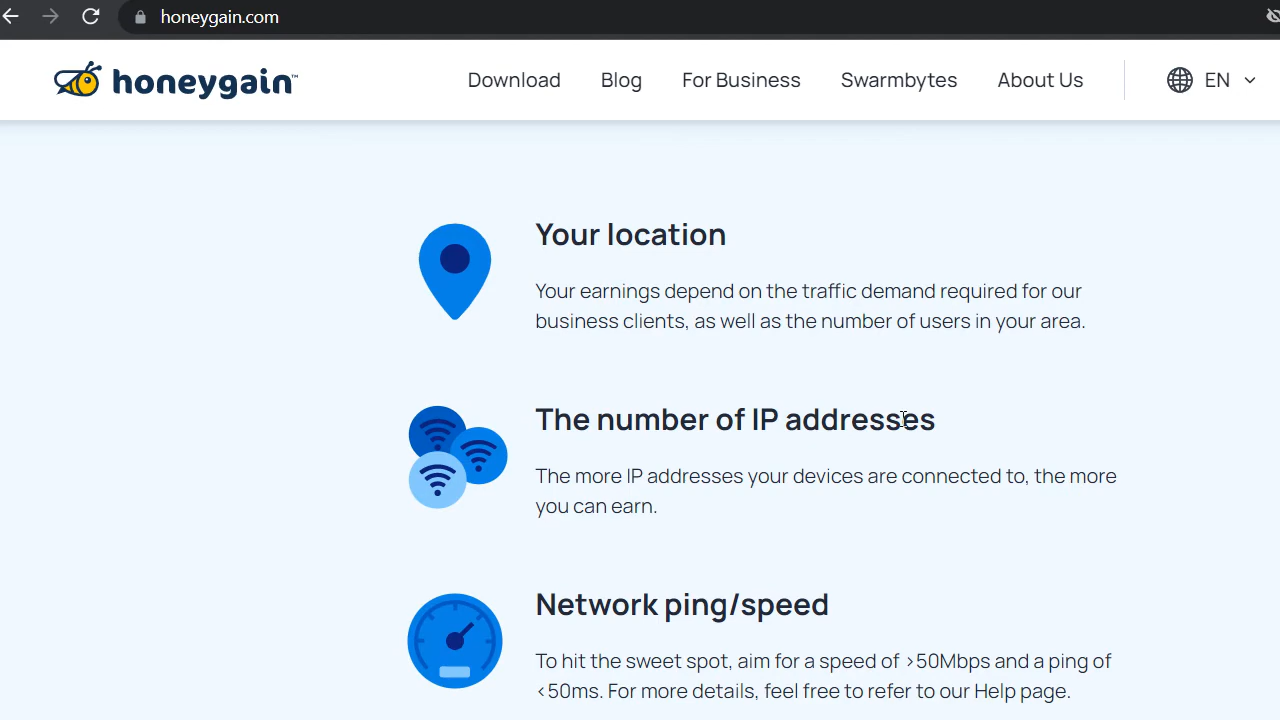 honeygain.com
honeygain™
Download
Blog
For Business
Swarmbytes
About Us
EN
Your location
Your earnings depend on the traffic demand required for our
business clients, as well as the number of users in your area.
The number of IP addresses
The more IP addresses your devices are connected to, the more
you can earn.
Network ping/speed
To hit the sweet spot, aim for a speed of >50Mbps and a ping of
<50ms. For more details, feel free to refer to our Help page.